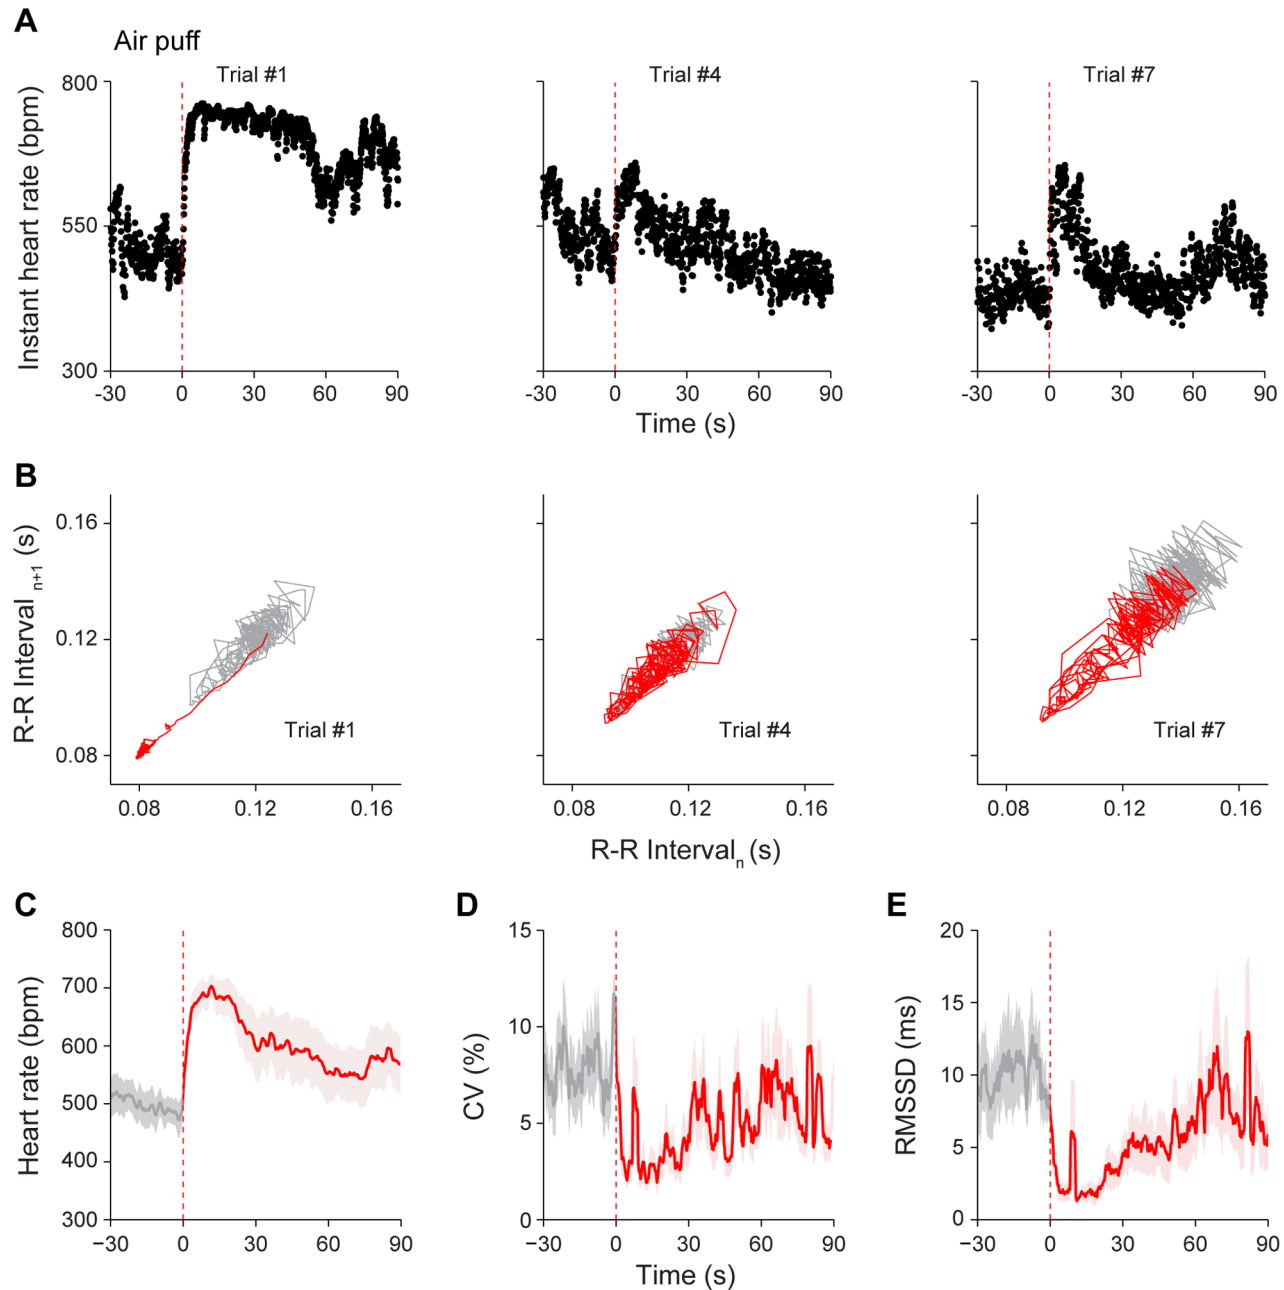 A
Air puff
Trial #1
Trial #4
Trial #7
Instant heart rate (bpm)
800
550
300
-30 0 30 60 90
-30 0 30 60 90
-30 0 30 60 90
Time (s)
B
R-R Interval n+1 (s)
0.16
0.12
0.08
Trial #1
Trial #4
Trial #7
0.08 0.12 0.16
0.08 0.12 0.16
0.08 0.12 0.16
R-R Interval n (s)
C
Heart rate (bpm)
800
700
600
500
400
300
−30 0 30 60 90
D
CV (%)
15
10
5
0
−30 0 30 60 90
E
RMSSD (ms)
20
15
10
5
0
−30 0 30 60 90
Time (s)